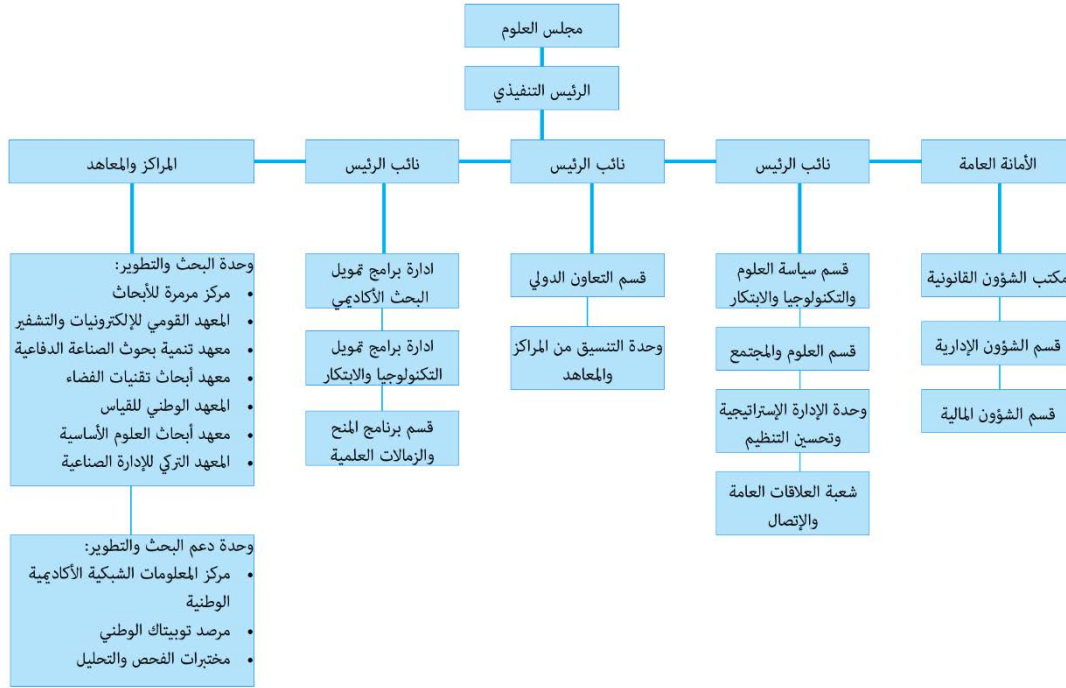 مجلس العلوم
الرئيس التنفيذي
الأمانة العامة
نائب الرئيس
نائب الرئيس
نائب الرئيس
المراكز والمعاهد
مكتب الشؤون القانونية
قسم الشؤون الإدارية
قسم الشؤون المالية
قسم سياسة العلوم
والتكنولوجيا والابتكار
قسم العلوم والمجتمع
وحدة الإدارة الإستراتيجية
وتحسين التنظيم
شعبة العلاقات العامة
والإتصال
قسم التعاون الدولي
وحدة التنسيق من المراكز
والمعاهد
ادارة برامج تمويل
البحث الأكاديمي
ادارة برامج تمويل
التكنولوجيا والابتكار
قسم برنامج المنح
والزمالات العلمية
وحدة البحث والتطوير:
• مركز مرمرة للأبحاث
• المعهد القومي للإلكترونيات والتشفير
• معهد تنمية بحوث الصناعة الدفاعية
• معهد أبحاث تقنيات الفضاء
• المعهد الوطني للقياس
• معهد أبحاث العلوم الأساسية
• المعهد التركي للإدارة الصناعية
وحدة دعم البحث والتطوير:
• مركز المعلومات الشبكية الأكاديمية
الوطنية
• مرصد توبيتاك الوطني
• مختبرات الفحص والتحليل